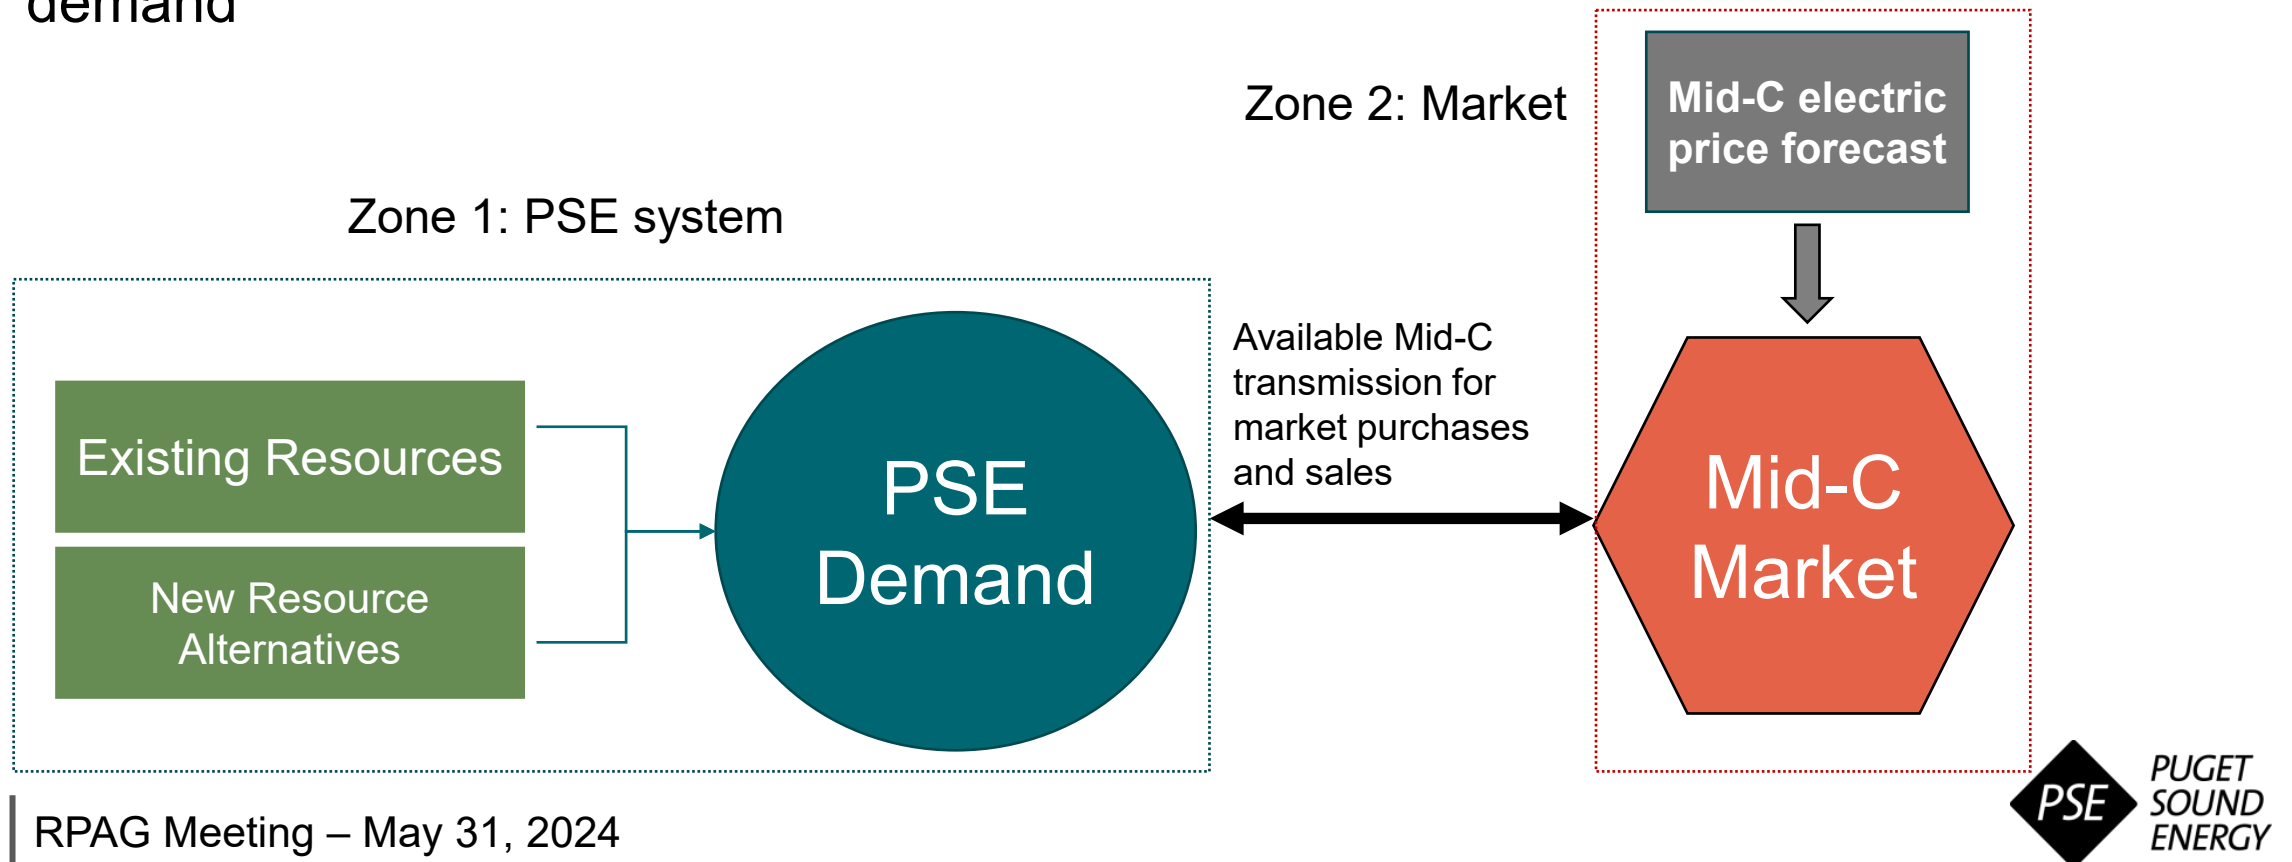 demand
Zone 2: Market
Mid-C electric
price forecast
Zone 1: PSE system
Available Mid-C
transmission for
market purchases
and sales
Existing Resources
New Resource
Alternatives
PSE
Demand
Mid-C
Market
RPAG Meeting – May 31, 2024
PSE
PUGET
SOUND
ENERGY